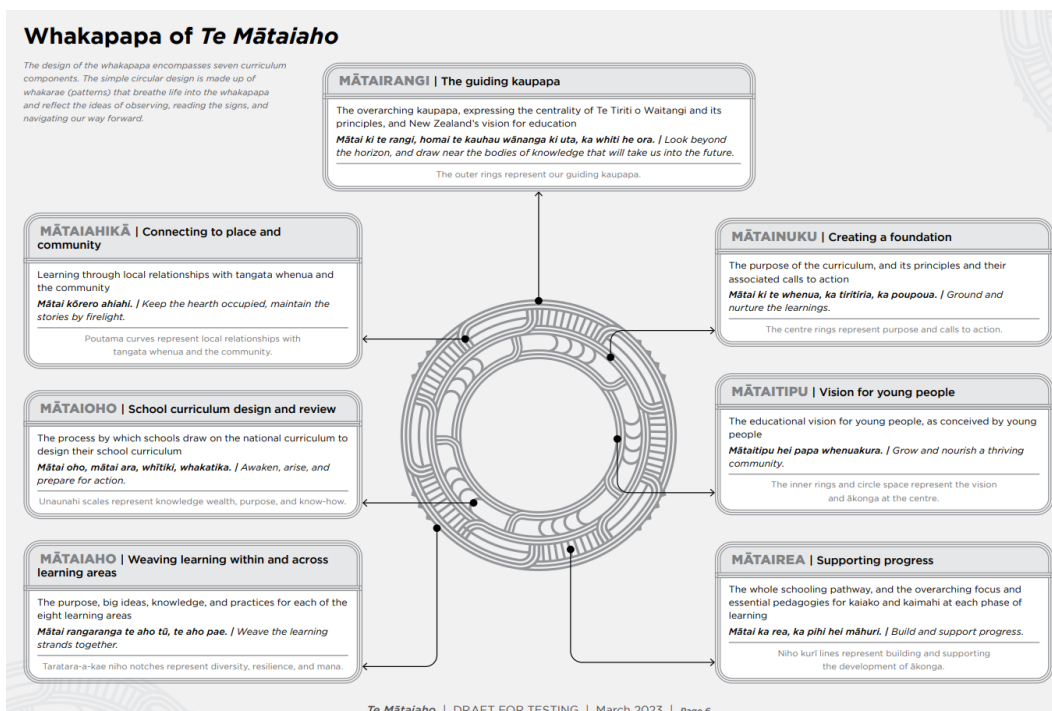 Whakapapa of Te Mātaiaho
The design of the whakapapa encompasses seven curriculum
components. The simple circular design is made up of
whakarae (patterns) that breathe life into the whakapapa
and reflect the ideas of observing, reading the signs, and
navigating our way forward.
MĀTAIRANGI | The guiding kaupapa
The overarching kaupapa, expressing the centrality of Te Tiriti o Waitangi and its
principles, and New Zealand's vision for education
Mātai ki te rangi, homai te kauhau wānanga ki uta, ka whiti he ora. | Look beyond
the horizon, and draw near the bodies of knowledge that will take us into the future.
The outer rings represent our guiding kaupapa.
MĀTAIAHIKĀ | Connecting to place and
community
Learning through local relationships with tangata whenua and
the community
Mātai kōrero ahiahi. | Keep the hearth occupied, maintain the
stories by firelight.
Poutama curves represent local relationships with
tangata whenua and the community.
MĀTAINUKU | Creating a foundation
The purpose of the curriculum, and its principles and their
associated calls to action
Mātai ki te whenua, ka tiritiria, ka poupoua. | Ground and
nurture the learnings.
The centre rings represent purpose and calls to action.
MĀTAIOHO | School curriculum design and review
The process by which schools draw on the national curriculum to
design their school curriculum
Mātai oho, mātai ara, whītiki, whakatika. | Awaken, arise, and
prepare for action.
Unaunahi scales represent knowledge wealth, purpose, and know-how.
MĀTAITIPU | Vision for young people
The educational vision for young people, as conceived by young
people
Mātaitipu hei papa whenuakura. | Grow and nourish a thriving
community.
The inner rings and circle space represent the vision
and ākonga at the centre.
MĀTAIAHO | Weaving learning within and across
learning areas
The purpose, big ideas, knowledge, and practices for each of the
eight learning areas
Mātai rangaranga te aho tū, te aho pae. | Weave the learning
strands together.
Taratara-a-kae niho notches represent diversity, resilience, and mana.
MĀTAIREA | Supporting progress
The whole schooling pathway, and the overarching focus and
essential pedagogies for kaiako and kaimahi at each phase of
learning
Mātai ka rea, ka pihi hei māhuri. | Build and support progress.
Niho kurī lines represent building and supporting
the development of ākonga.
Te Mātaiaho | DRAFT FOR TESTING | March 2023 | Page 6